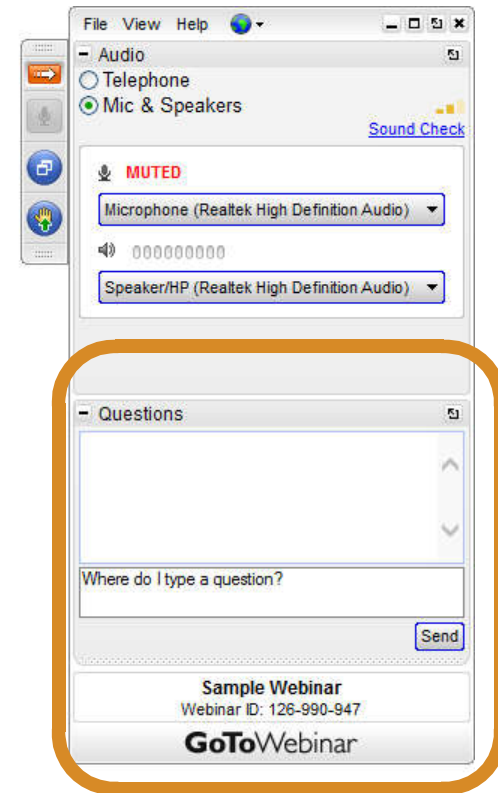 File View Help
Audio
Telephone
Mic & Speakers
Sound Check
MUTED
Microphone (Realtek High Definition Audio)
000000000
Speaker/HP (Realtek High Definition Audio)
Questions
Where do I type a question?
Send
Sample Webinar
Webinar ID: 126-990-947
GoToWebinar